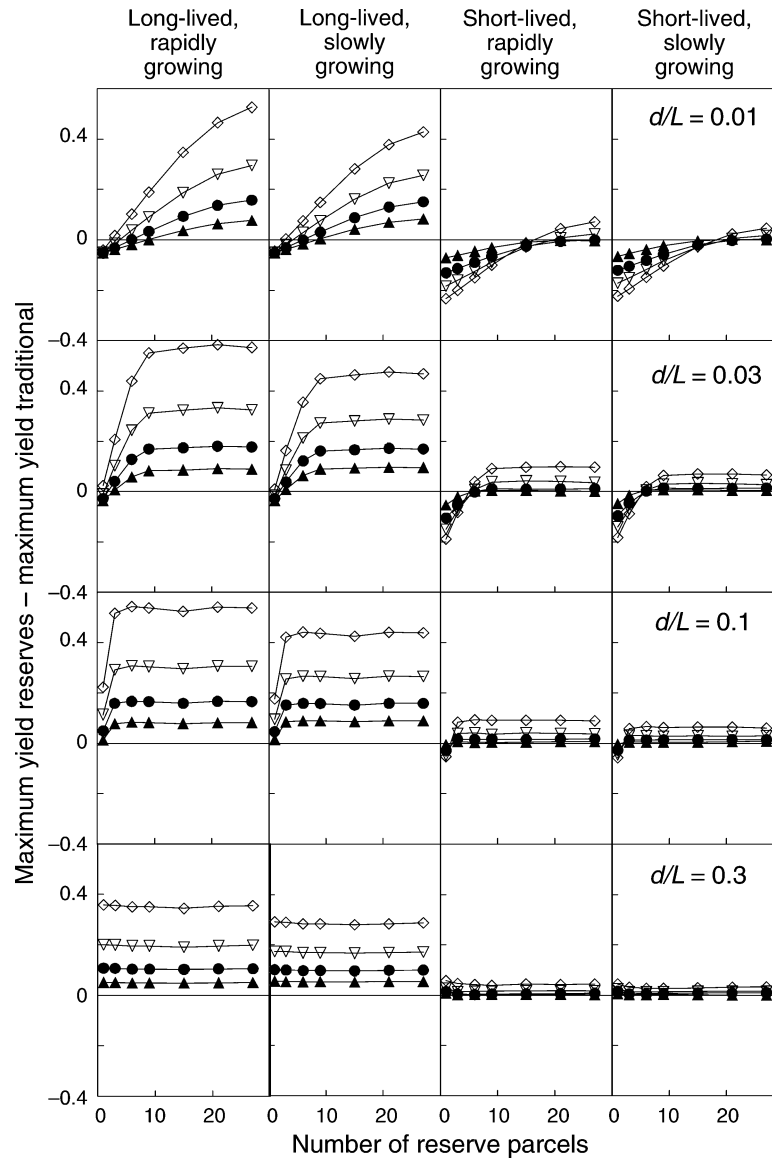 Long-lived,
rapidly
growing
Long-lived,
slowly
growing
Short-lived,
rapidly
growing
Short-lived,
slowly
growing
Maximum yield reserves – maximum yield traditional
0.4
0
–0.4
d/L = 0.01
0.4
0
–0.4
d/L = 0.03
0.4
0
–0.4
d/L = 0.1
0.4
0
–0.4
d/L = 0.3
0 10 20 0 10 20 0 10 20 0 10 20
Number of reserve parcels